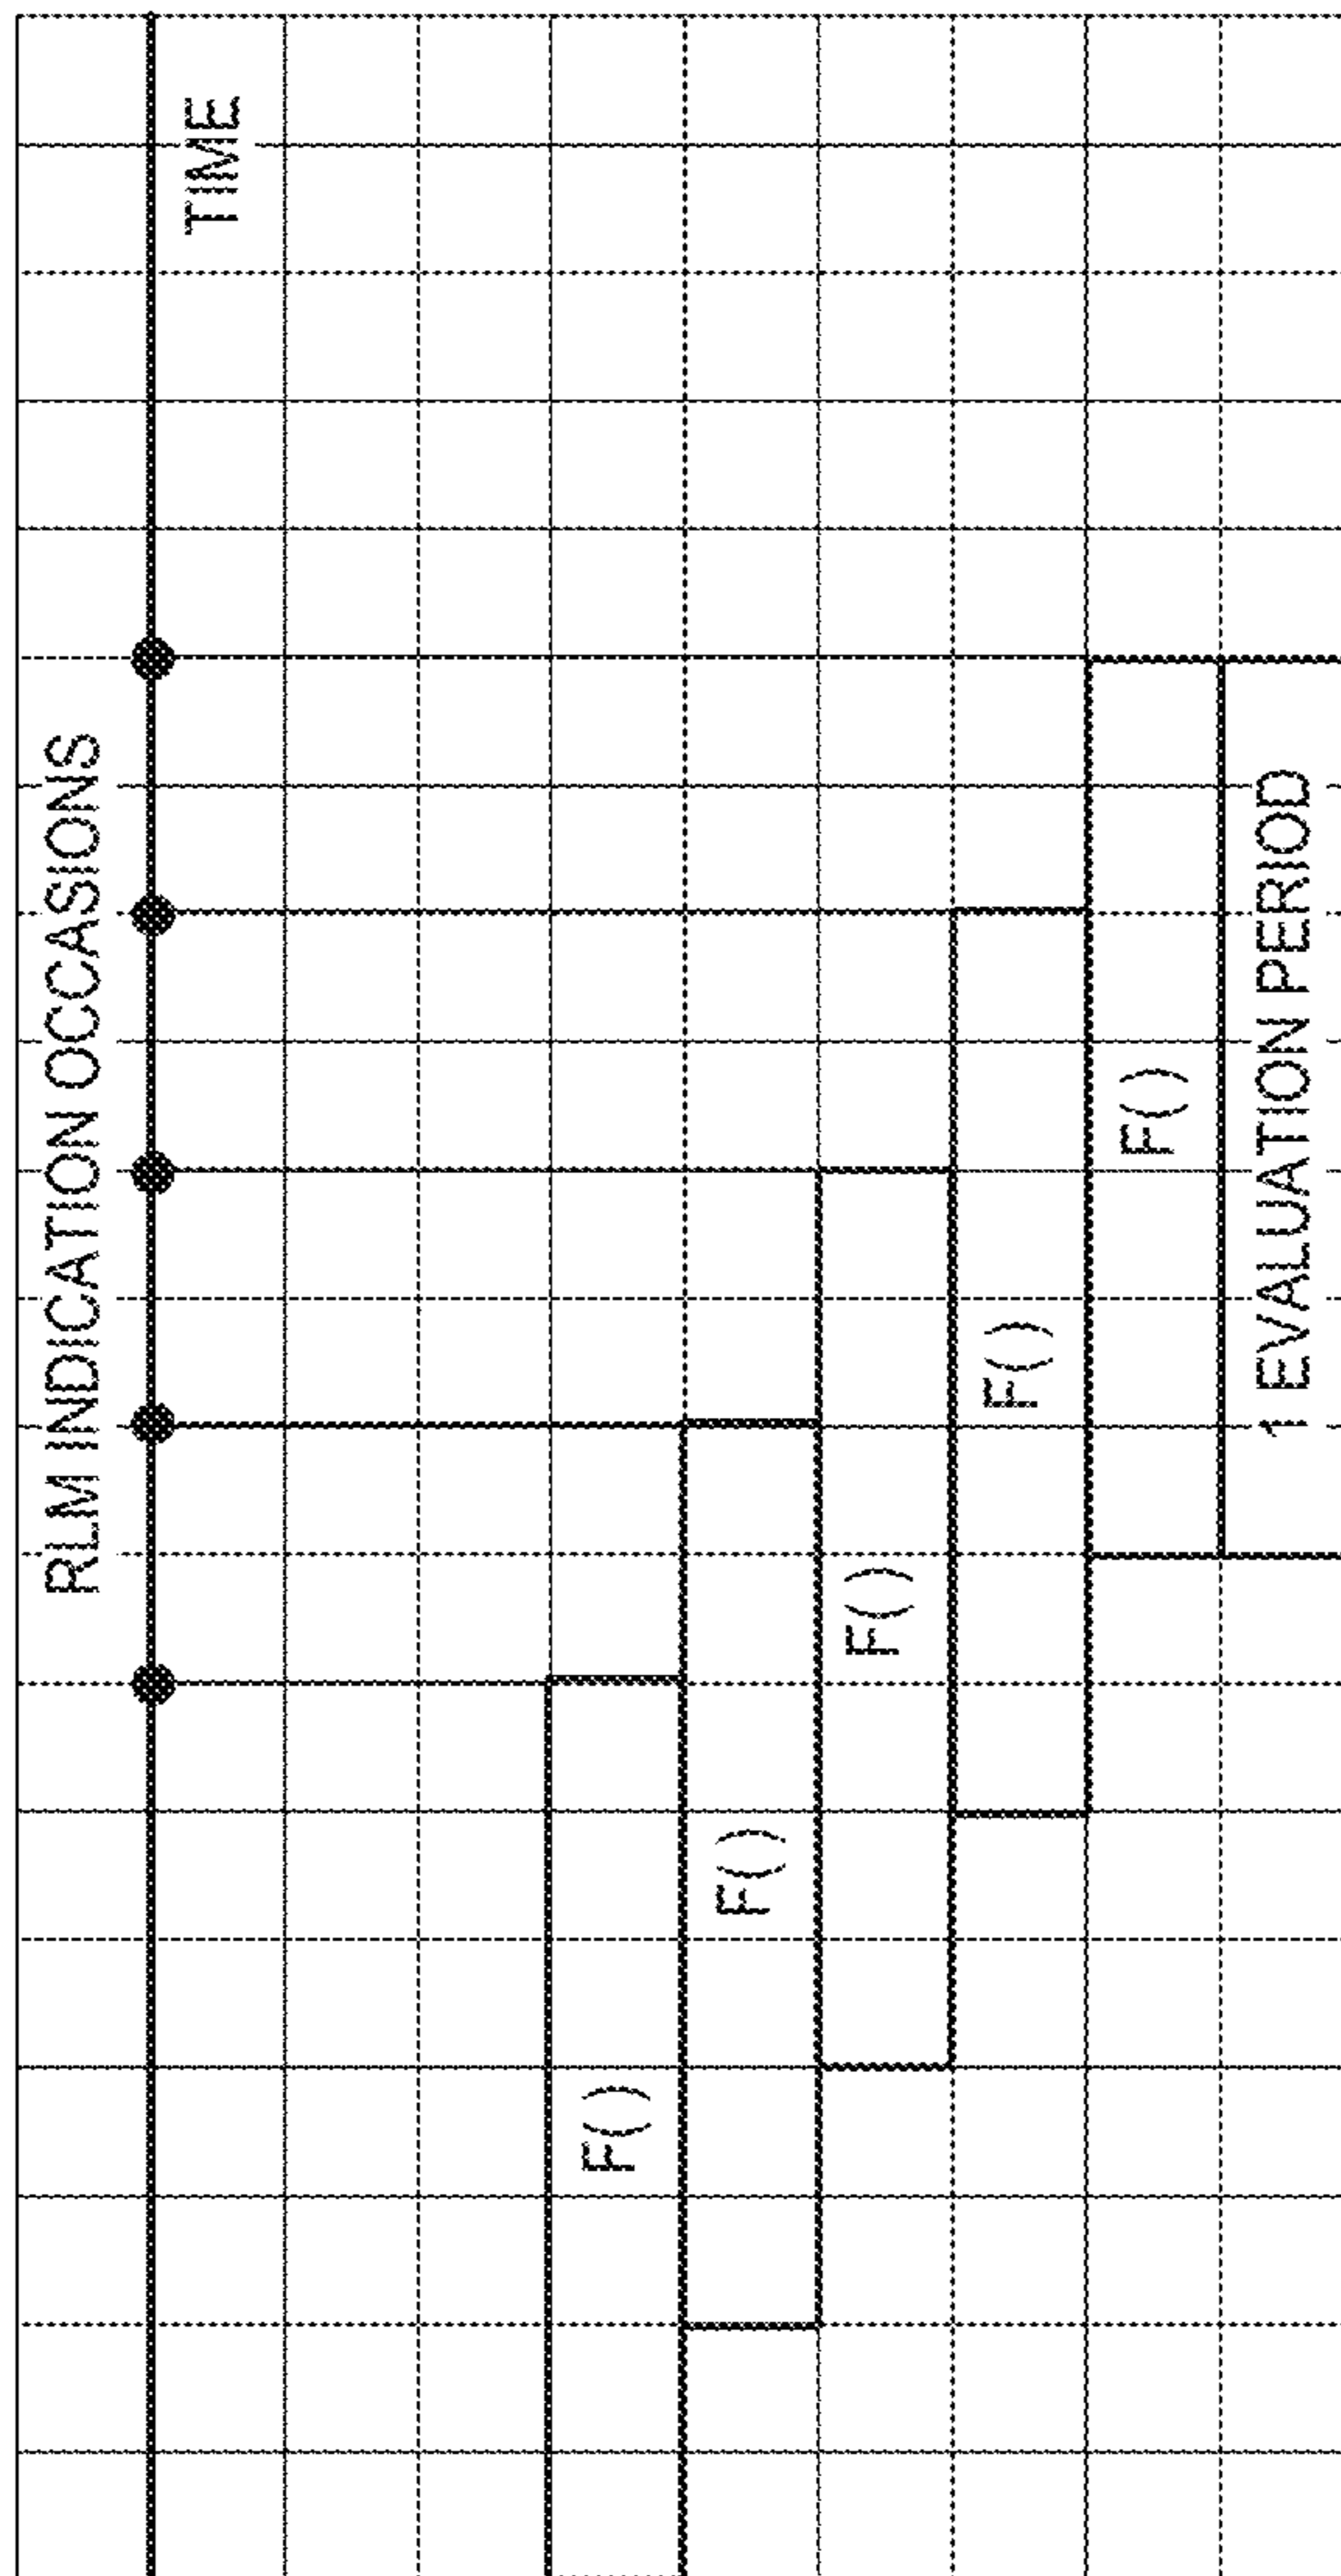 RLM INDICATION OCCASIONS
TIME
F( )
F( )
F( )
F( )
F( )
1 EVALUATION PERIOD